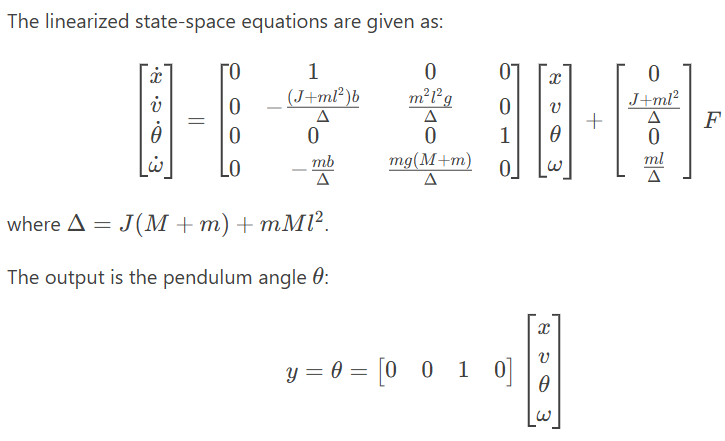 The linearized state-space equations are given as:
$$\begin{bmatrix} \dot{x} \\ \dot{v} \\ \dot{\theta} \\ \dot{\omega} \end{bmatrix} = \begin{bmatrix} 0 & 1 & 0 & 0 \\ 0 & -\frac{(J+ml^2)b}{\Delta} & \frac{m^2l^2g}{\Delta} & 0 \\ 0 & 0 & 0 & 1 \\ 0 & -\frac{mb}{\Delta} & \frac{mg(M+m)}{\Delta} & 0 \end{bmatrix} \begin{bmatrix} x \\ v \\ \theta \\ \omega \end{bmatrix} + \begin{bmatrix} 0 \\ \frac{J+ml^2}{\Delta} \\ 0 \\ \frac{ml}{\Delta} \end{bmatrix} F$$
where $\Delta = J(M+m) + mMl^2$.
The output is the pendulum angle $\theta$:
$$y = \theta = \begin{bmatrix} 0 & 0 & 1 & 0 \end{bmatrix} \begin{bmatrix} x \\ v \\ \theta \\ \omega \end{bmatrix}$$